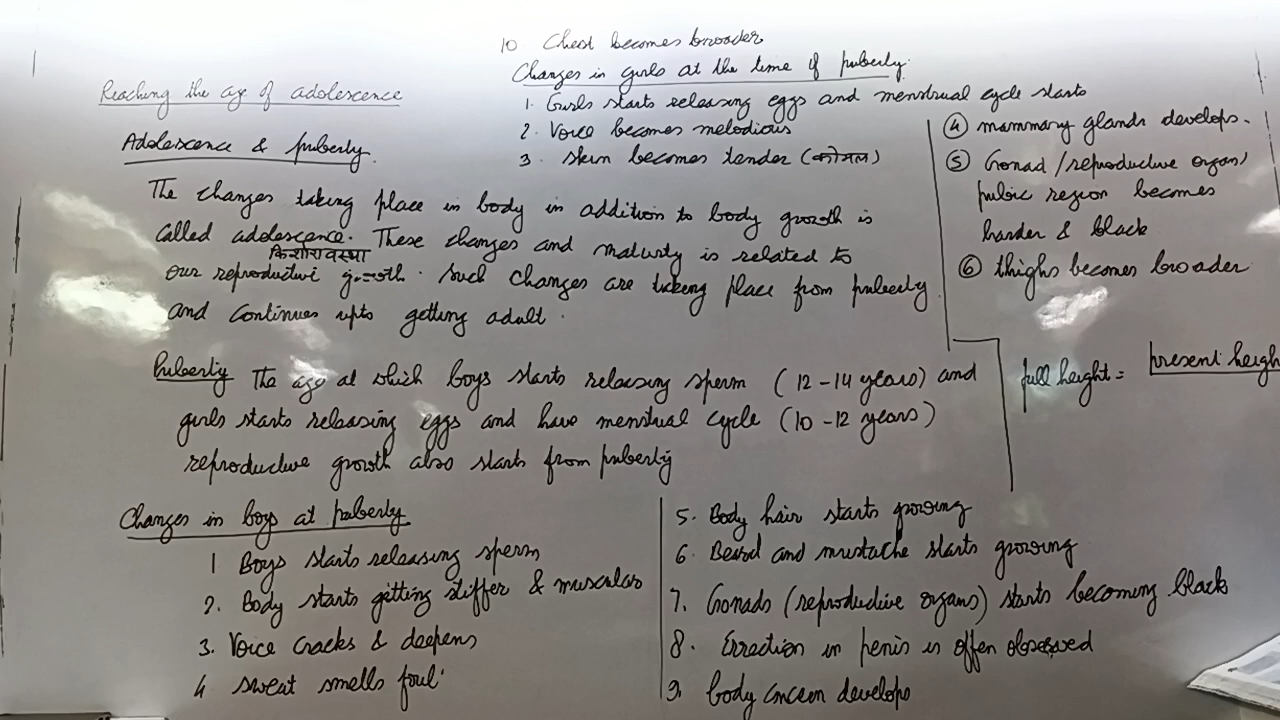 Reaching the age of adolescence
Adolescence & puberty.
The changes taking place in body in addition to body growth is
called adolescence. These changes and maturity is related to
किशोरावस्था
our reproductive growth. Such changes are taking place from puberty
and continues upto getting adult.
Puberty The age at which boys starts releasing sperm (12-14 years) and
girls starts releasing eggs and have menstrual cycle (10-12 years)
reproductive growth also starts from puberty
Changes in boys at puberty
1 Boys starts releasing sperm
2. Body starts getting stiffer & muscular
3. Voice cracks & deepens
4 sweat smells foul
5. Body hair starts growing
6. Beard and mustache starts growing
7. Gonads (reproductive organs) starts becoming black
8. Errection in penis is offen observed
9. body concern develops
10 Chest becomes broader
Changes in girls at the time of puberty
1. Girls starts releasing eggs and menstrual cycle starts
2. Voice becomes melodious
3. Skin becomes tender (कोमल)
④ mammary glands develops.
⑤ Gonad /reproductive organ/
pubic region becomes
harder & black
⑥ thighs becomes broader
full height = present heigh